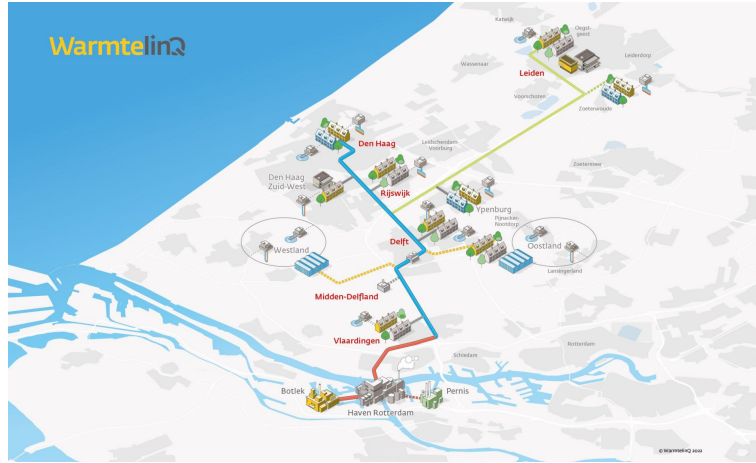 WarmtelinQ
Katwijk
Oegst-
geest
Leiderdorp
Wassenaar
Leiden
Voorschoten
Zoeterwoude
Den Haag
Leidschendam
Voorburg
Zoetermeer
Den Haag
Zuid-West
Rijswijk
Ypenburg
Pijnacker-
Nootdorp
Delft
Westland
Oostland
Lansingerland
Midden-Delfland
Vlaardingen
Schiedam
Rotterdam
Botlek
Haven Rotterdam
Pernis
© WarmtelinQ 2022